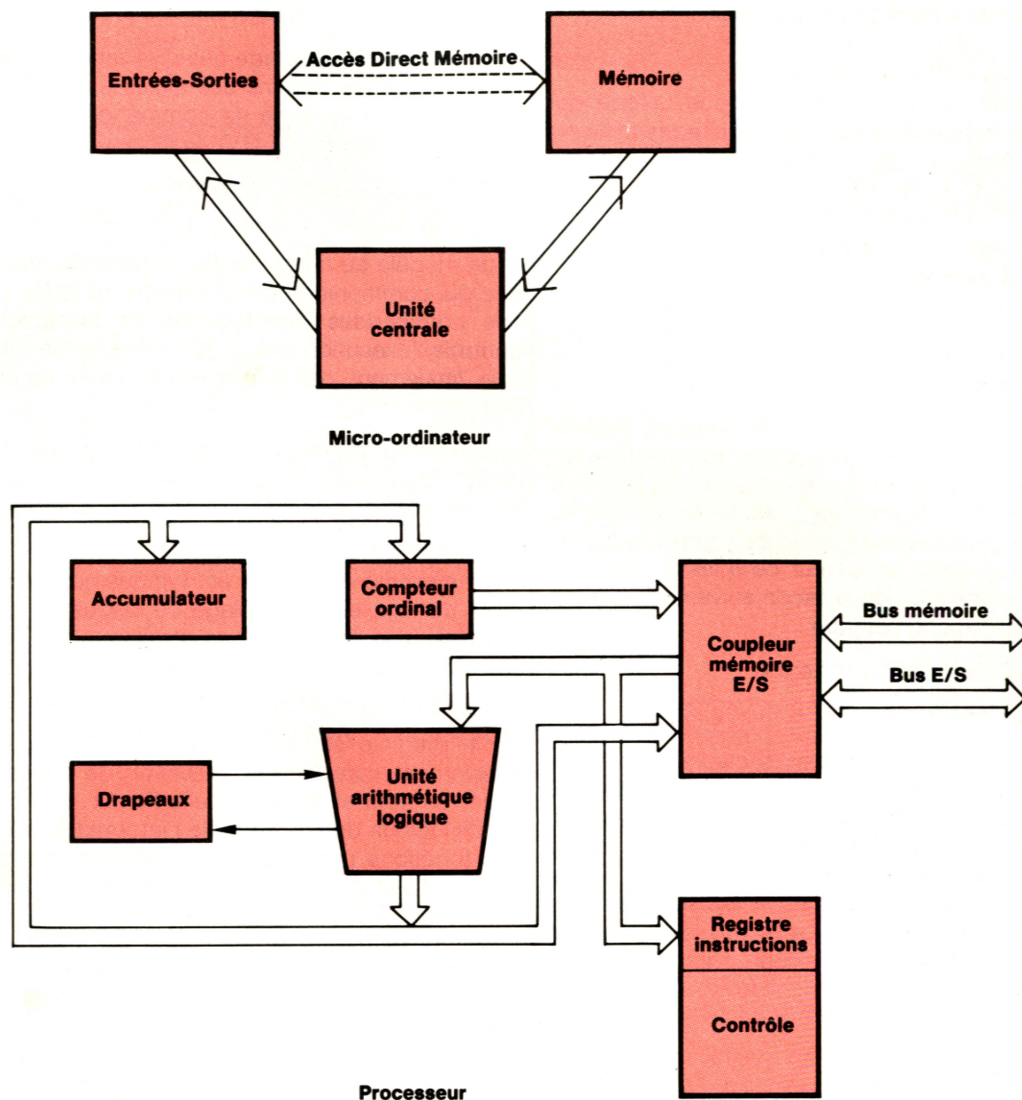 Accès Direct Mémoire
Entrées-Sorties
Mémoire
Unité
centrale
Micro-ordinateur
Accumulateur
Compteur
ordinal
Coupleur
mémoire
E/S
Bus mémoire
Bus E/S
Drapeaux
Unité
arithmétique
logique
Registre
instructions
Contrôle
Processeur